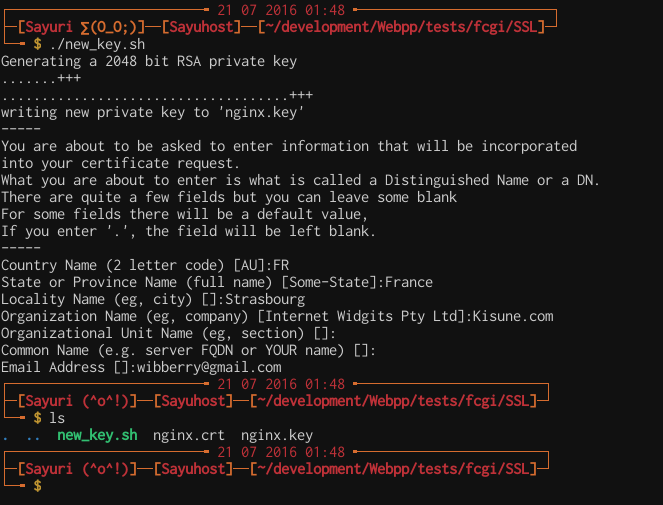 21 07 2016 01:48
[Sayuri ∑(O_O;)]—[Sayuhost]—[~/development/Webpp/tests/fcgi/SSL]
$ ./new_key.sh
Generating a 2048 bit RSA private key
.......+++
....................................+++
writing new private key to 'nginx.key'
-----
You are about to be asked to enter information that will be incorporated
into your certificate request.
What you are about to enter is what is called a Distinguished Name or a DN.
There are quite a few fields but you can leave some blank
For some fields there will be a default value,
If you enter '.', the field will be left blank.
-----
Country Name (2 letter code) [AU]:FR
State or Province Name (full name) [Some-State]:France
Locality Name (eg, city) []:Strasbourg
Organization Name (eg, company) [Internet Widgits Pty Ltd]:Kisune.com
Organizational Unit Name (eg, section) []:
Common Name (e.g. server FQDN or YOUR name) []:
Email Address []:wibberry@gmail.com
21 07 2016 01:48
[Sayuri (^o^!)]—[Sayuhost]—[~/development/Webpp/tests/fcgi/SSL]
$ ls
. .. new_key.sh nginx.crt nginx.key
21 07 2016 01:48
[Sayuri (^o^!)]—[Sayuhost]—[~/development/Webpp/tests/fcgi/SSL]
$